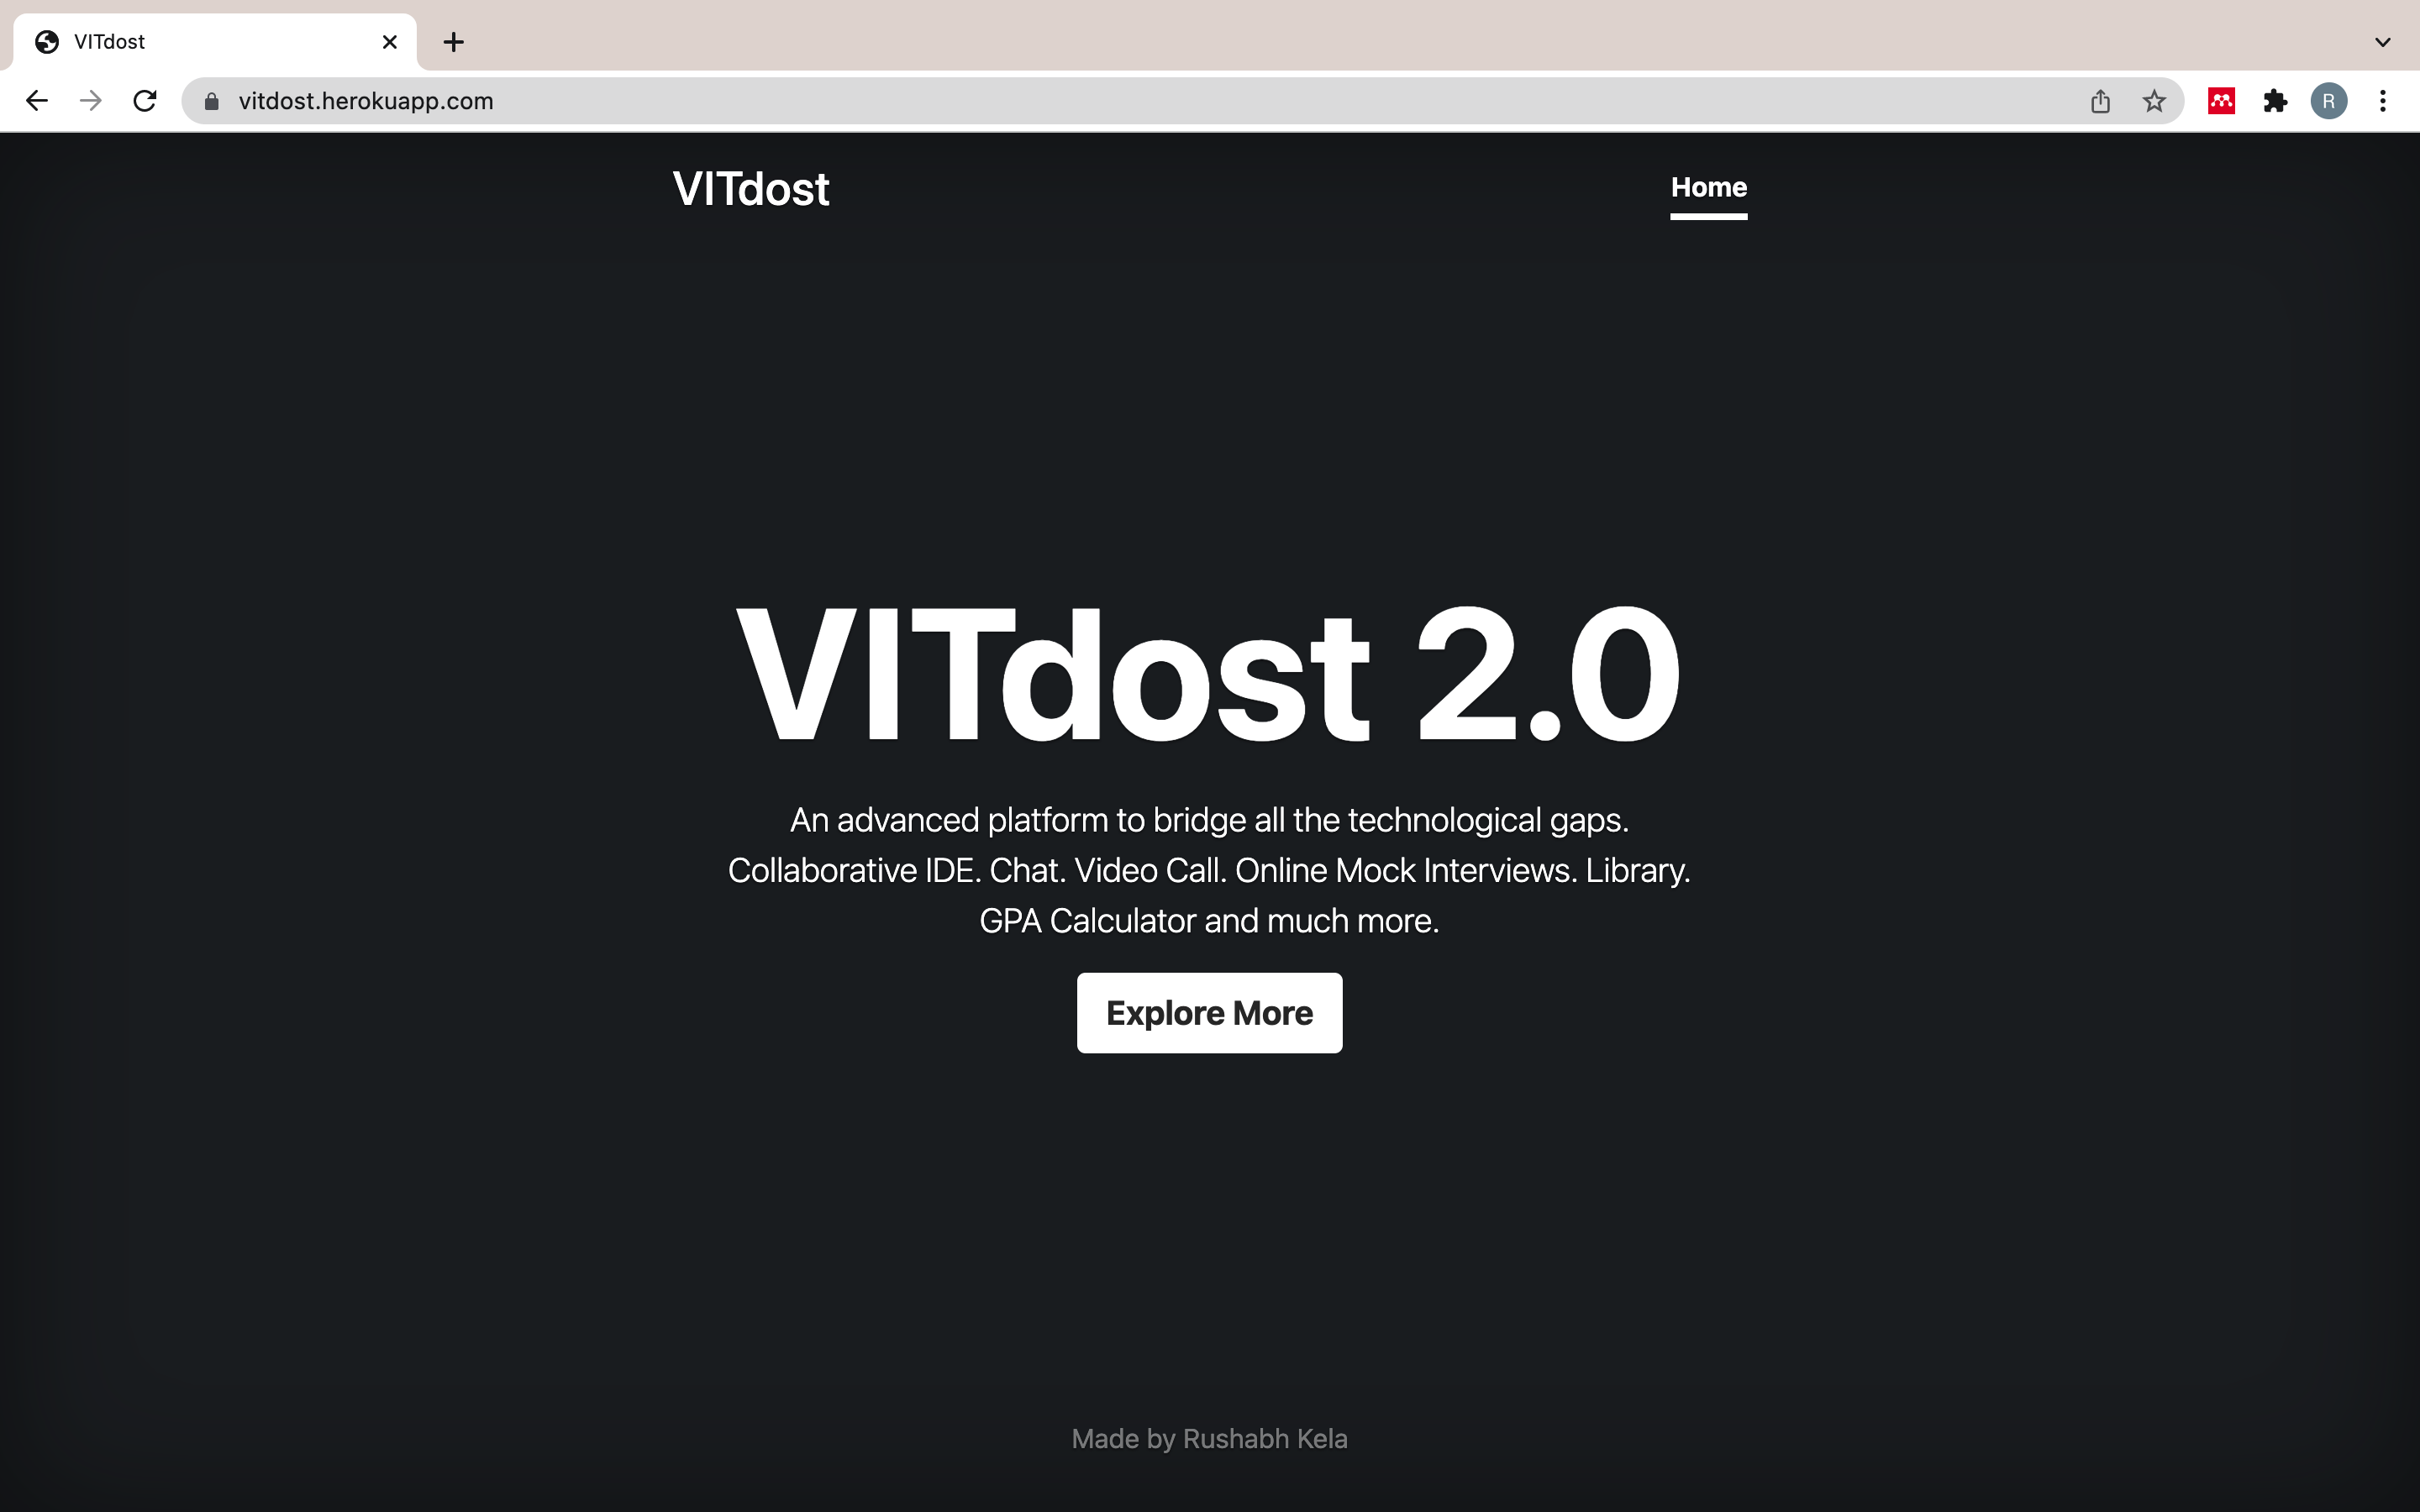 VITdost
vitdost.herokuapp.com
R
VITdost
Home
VITdost 2.0
An advanced platform to bridge all the technological gaps.
Collaborative IDE. Chat. Video Call. Online Mock Interviews. Library.
GPA Calculator and much more.
Explore More
Made by Rushabh Kela